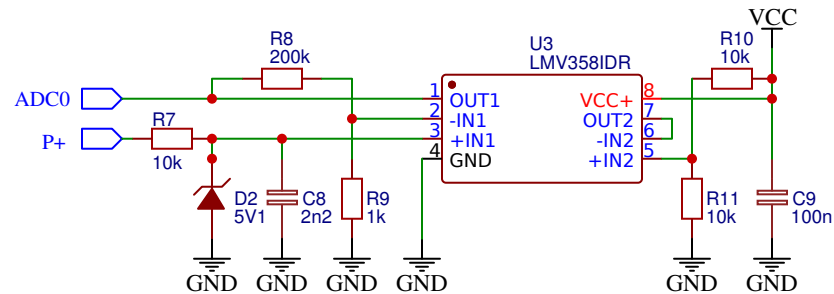 VCC
R8
200k
U3
LMV358IDR
R10
10k
ADC0
1
OUT1
VCC+
8
2
-IN1
OUT2
7
P+
R7
10k
3
+IN1
-IN2
6
4
GND
+IN2
5
D2
5V1
C8
2n2
R9
1k
R11
10k
C9
100n
GND
GND
GND
GND
GND
GND